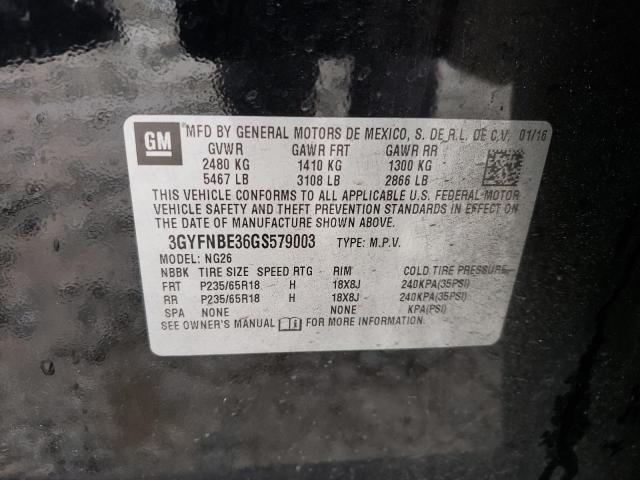 GM MFD BY GENERAL MOTORS DE MEXICO, S. DE R.L. DE C.V. 01/16
GVWR GAWR FRT GAWR RR
2480 KG 1410 KG 1300 KG
5467 LB 3108 LB 2866 LB
THIS VEHICLE CONFORMS TO ALL APPLICABLE U.S. FEDERAL-MOTOR
VEHICLE SAFETY AND THEFT PREVENTION STANDARDS IN EFFECT ON
THE DATE OF MANUFACTURE SHOWN ABOVE.
3GYFNBE36GS579003 TYPE: M.P.V.
MODEL: NG26
NBBK TIRE SIZE SPEED RTG RIM COLD TIRE PRESSURE
FRT P235/65R18 H 18X8J 240KPA(35PSI)
RR P235/65R18 H 18X8J 240KPA(35PSI)
SPA NONE NONE KPA(PSI)
SEE OWNER'S MANUAL FOR MORE INFORMATION